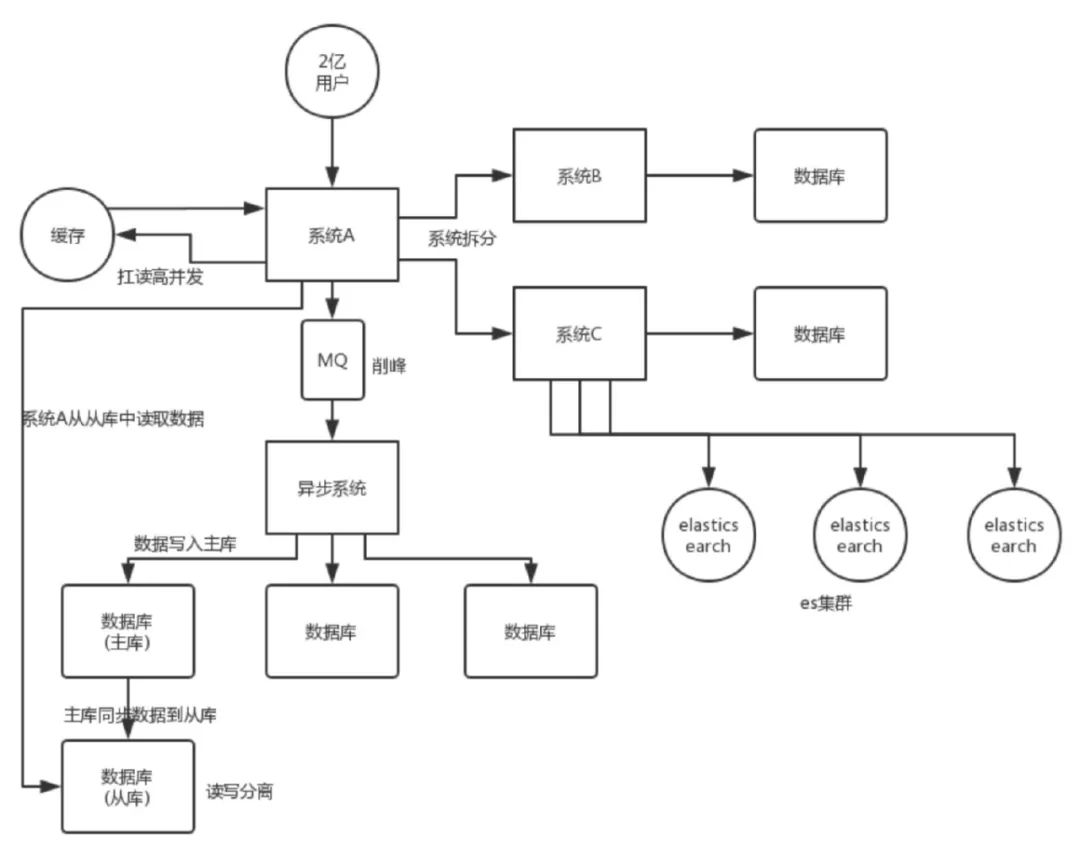 2亿
用户
系统B
数据库
缓存
系统A
系统拆分
扛读高并发
系统C
数据库
MQ
削峰
系统A从从库中读取数据
异步系统
elastics
earch
elastics
earch
elastics
earch
数据写入主库
es集群
数据库
(主库)
数据库
数据库
主库同步数据到从库
数据库
(从库)
读写分离